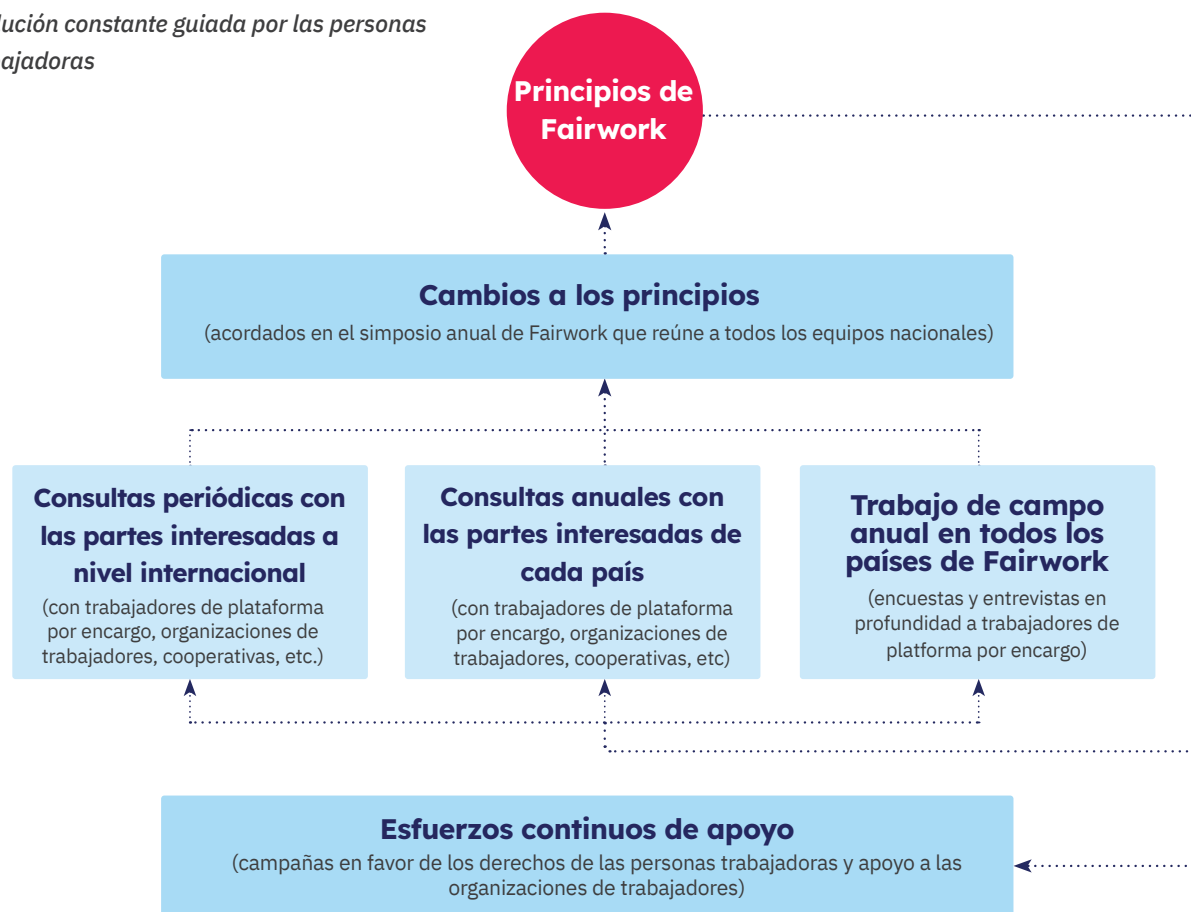 lución constante guiada por las personas
ajadoras
Principios de
Fairwork
Cambios a los principios
(acordados en el simposio anual de Fairwork que reúne a todos los equipos nacionales)
Consultas periódicas con
las partes interesadas a
nivel internacional
(con trabajadores de plataforma
por encargo, organizaciones de
trabajadores, cooperativas, etc.)
Consultas anuales con
las partes interesadas de
cada país
(con trabajadores de plataforma
por encargo, organizaciones de
trabajadores, cooperativas, etc)
Trabajo de campo
anual en todos los
países de Fairwork
(encuestas y entrevistas en
profundidad a trabajadores de
platforma por encargo)
Esfuerzos continuos de apoyo
(campañas en favor de los derechos de las personas trabajadoras y apoyo a las
organizaciones de trabajadores)